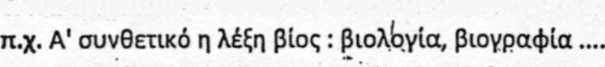 π.χ. Α' συνθετικό η λέξη βίος : βιολογία, βιογραφία ....